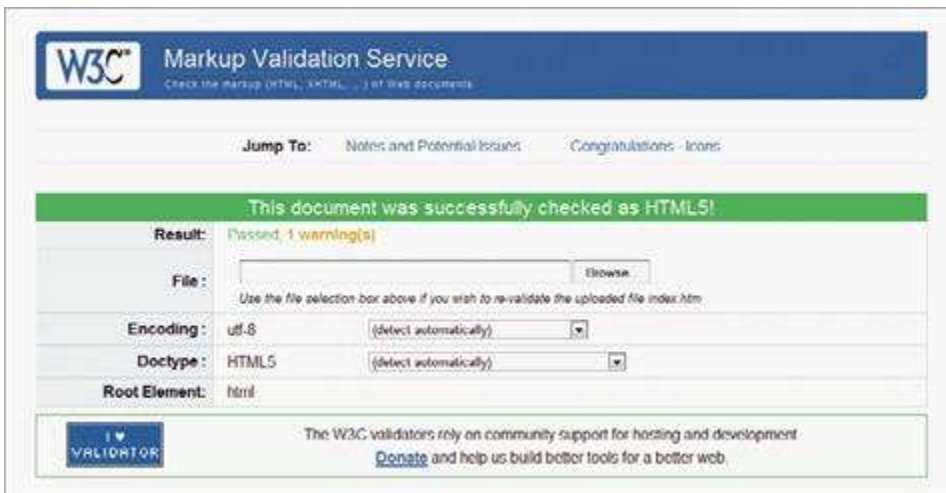 W3C™
Markup Validation Service
Check the markup (HTML, XHTML, ...) of Web documents
Jump To: Notes and Potential Issues Congratulations · Icons
This document was successfully checked as HTML5!
Result: Passed, 1 warning(s)
File : Browse
Use the file selection box above if you wish to re-validate the uploaded file index.htm
Encoding : utf-8 (detect automatically)
Doctype : HTML5 (detect automatically)
Root Element: html
I ♥
VALIDATOR
The W3C validators rely on community support for hosting and development
Donate and help us build better tools for a better web.